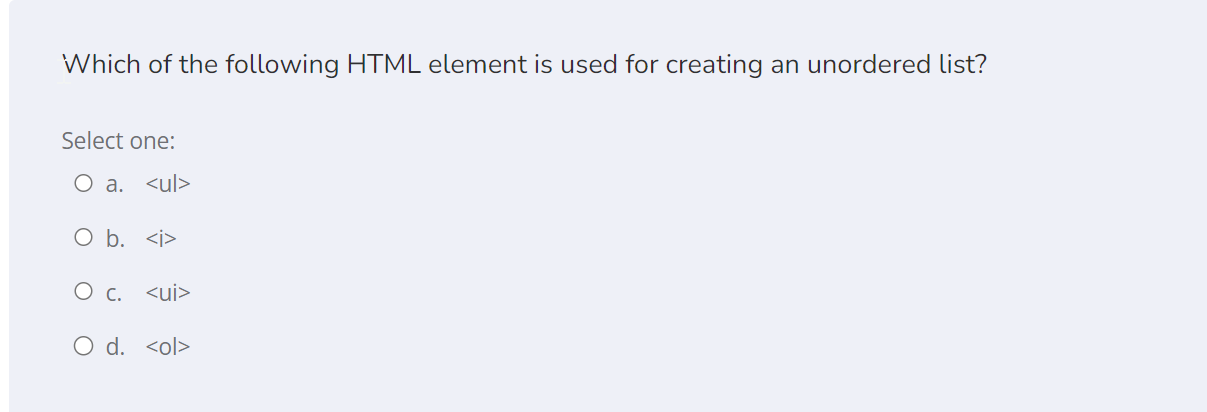 Which of the following HTML element is used for creating an unordered list?
Select one:
a. <ul>
b. <i>
c. <ui>
d. <ol>